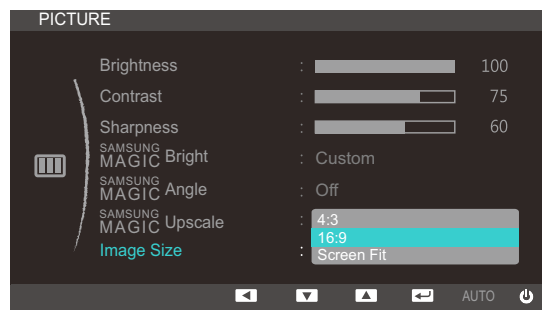 PICTURE
Brightness : 100
Contrast : 75
Sharpness : 60
SAMSUNG MAGIC Bright : Custom
SAMSUNG MAGIC Angle : Off
SAMSUNG MAGIC Upscale :
4:3
16:9
Image Size :
Screen Fit
AUTO